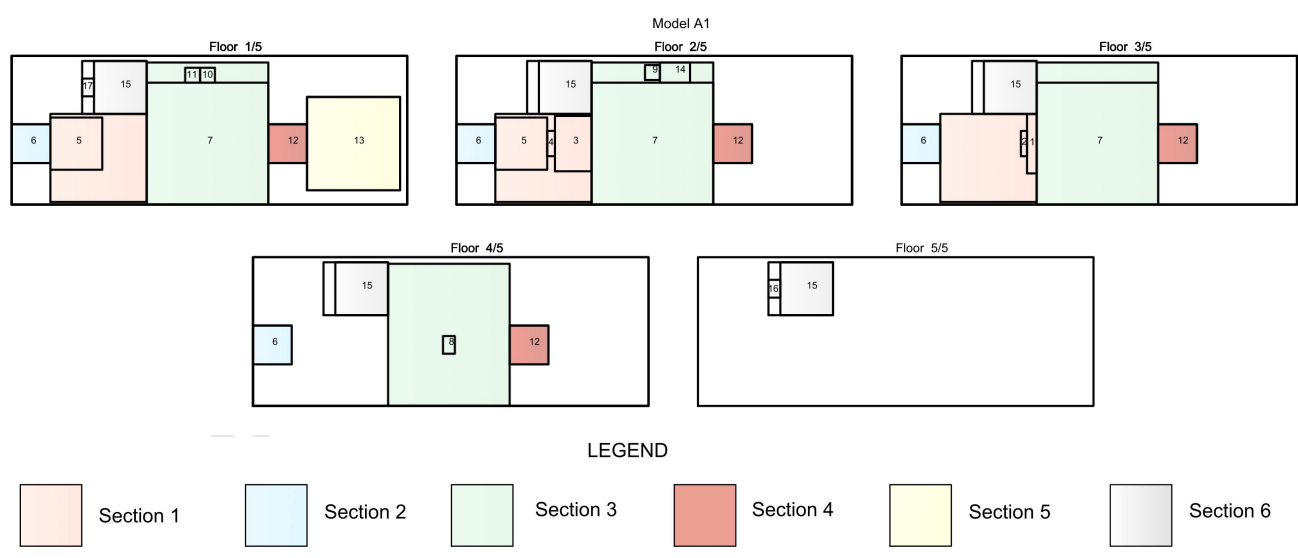 Model A1
Floor 1/5
Floor 2/5
Floor 3/5
11 10
9 14
17 15
15
15
6 5 7 12 13
6 5 4 3 7 12
6 2 1 7 12
Floor 4/5
Floor 5/5
15
16 15
6 8 12
LEGEND
Section 1
Section 2
Section 3
Section 4
Section 5
Section 6